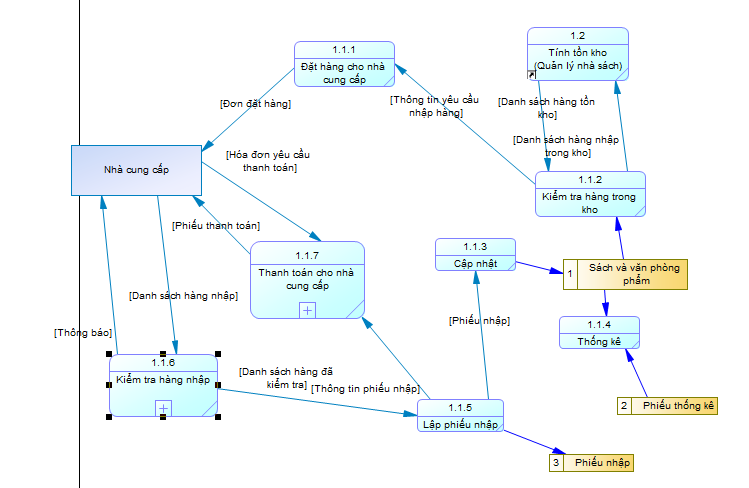 1.1.1
Đặt hàng cho nhà
cung cấp
1.2
Tính tồn kho
(Quản lý nhà sách)
[Đơn đặt hàng]
[Thông tin yêu cầu
nhập hàng]
[Danh sách hàng tồn
kho]
[Danh sách hàng nhập
trong kho]
[Hóa đơn yêu cầu
thanh toán]
Nhà cung cấp
1.1.2
Kiểm tra hàng trong
kho
[Phiếu thanh toán]
1.1.7
Thanh toán cho nhà
cung cấp
1.1.3
Cập nhật
1
Sách và văn phòng
phẩm
[Danh sách hàng nhập]
[Phiếu nhập]
1.1.4
Thống kê
[Thông báo]
1.1.6
Kiểm tra hàng nhập
[Danh sách hàng đã
kiểm tra]
[Thông tin phiếu nhập]
1.1.5
Lập phiếu nhập
2
Phiếu thống kê
3
Phiếu nhập